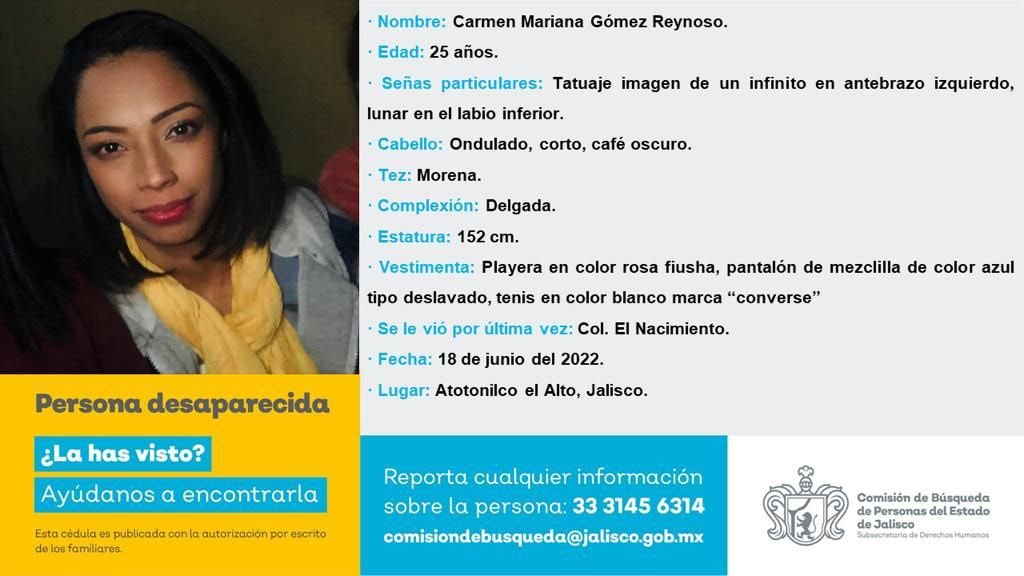 · Nombre: Carmen Mariana Gómez Reynoso.
· Edad: 25 años.
· Señas particulares: Tatuaje imagen de un infinito en antebrazo izquierdo,
lunar en el labio inferior.
· Cabello: Ondulado, corto, café oscuro.
· Tez: Morena.
· Complexión: Delgada.
· Estatura: 152 cm.
· Vestimenta: Playera en color rosa fiusha, pantalón de mezclilla de color azul
tipo deslavado, tenis en color blanco marca “converse”
· Se le vió por última vez: Col. El Nacimiento.
· Fecha: 18 de junio del 2022.
· Lugar: Atotonilco el Alto, Jalisco.
Persona desaparecida
¿La has visto?
Ayúdanos a encontrarla
Esta cédula es publicada con la autorización por escrito
de los familiares.
Reporta cualquier información
sobre la persona: 33 3145 6314
comisiondebusqueda@jalisco.gob.mx
Comisión de Búsqueda
de Personas del Estado
de Jalisco
Subsecretaría de Derechos Humanos